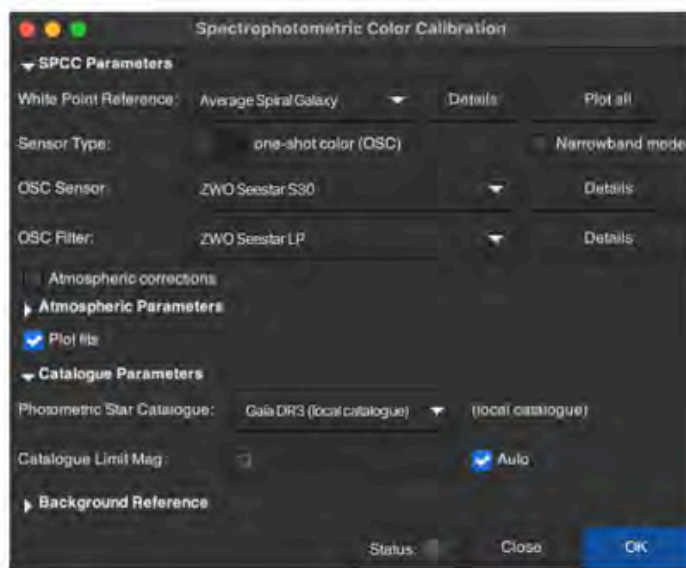 Spectrophotometric Color Calibration
SPCC Parameters
White Point Reference: Average Spiral Galaxy Details Plot all
Sensor Type: one-shot color (OSC) Narrowband mode
OSC Sensor: ZWO Seestar S30 Details
OSC Filter: ZWO Seestar LP Details
Atmospheric corrections
Atmospheric Parameters
Plot fits
Catalogue Parameters
Photometric Star Catalogue: Gaia DR3 (local catalogue) (local catalogue)
Catalogue Limit Mag: Auto
Background Reference
Status: Close OK